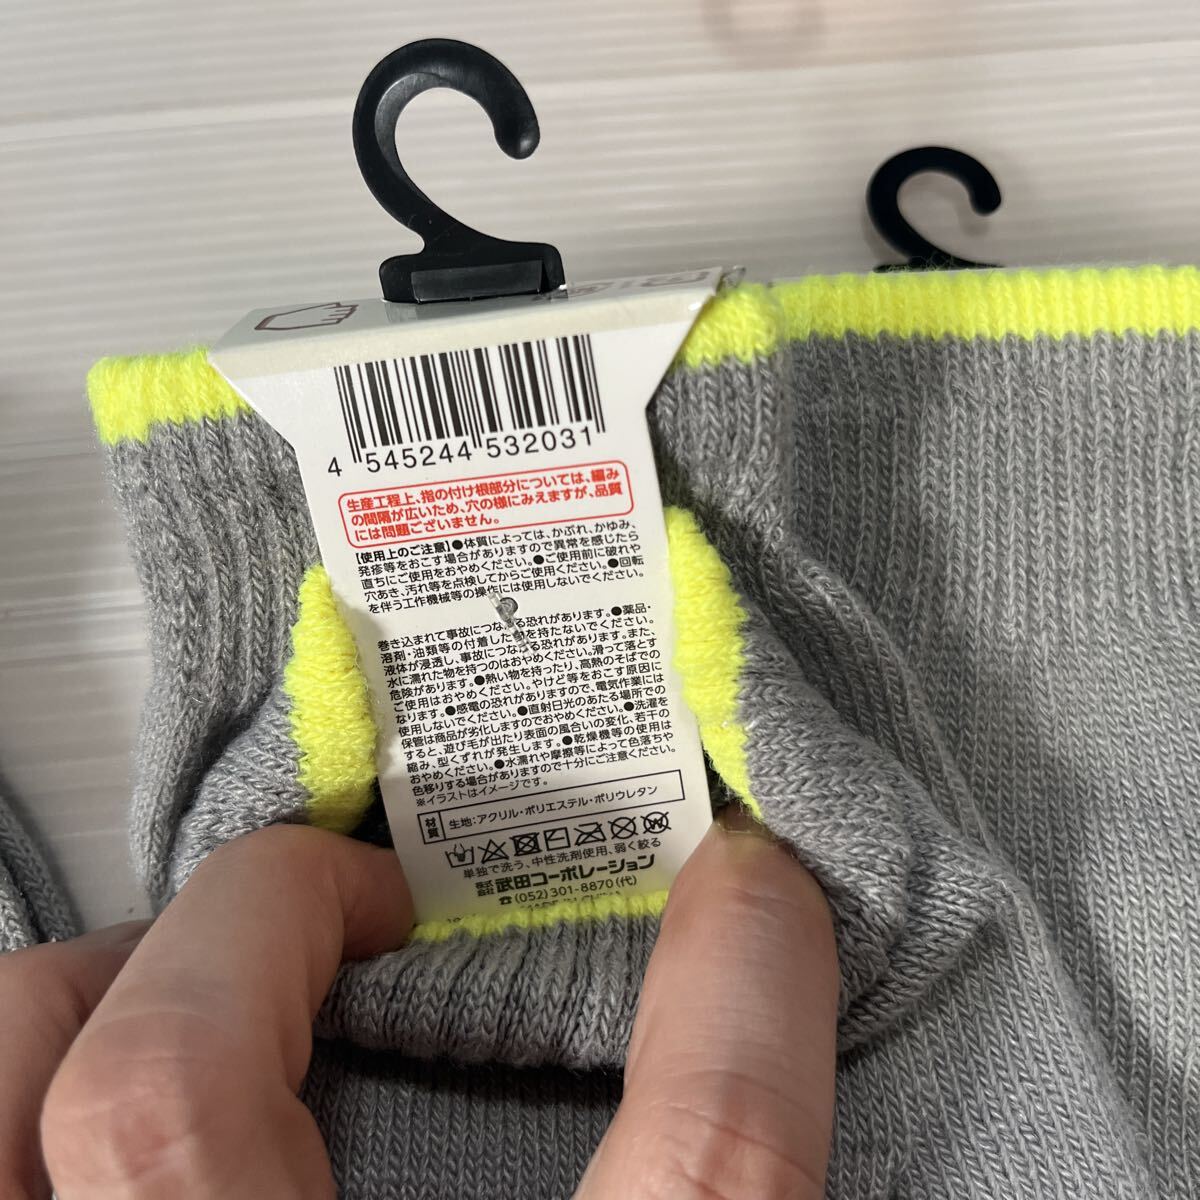 4 545244 532031
生産工程上、指の付け根部分については、編み
の間隔が広いため、穴の様にみえますが、品質
には問題ございません。
【使用上のご注意】●体質によっては、かぶれ、かゆみ、
発疹等をおこす場合がありますので異常を感じたら
直ちにご使用をおやめください。●ご使用前に破れや
穴あき、汚れ等を点検してからご使用ください。●回転
を伴う工作機械等の操作には使用しないでください。
巻き込まれて事故につながる恐れがあります。●薬品・
溶剤・油類等の付着した物を持たないでください。
液体が浸透し、事故につながる恐れがあります。また、
水に濡れた物を持つのはおやめください。滑って落とす
危険があります。●熱い物を持ったり、高熱のそばでの
ご使用はおやめください。やけど等をおこす原因に
なります。●感電の恐れがありますので、電気作業には
使用しないでください。●直射日光のあたる場所での
保管は商品が劣化しますのでおやめください。●洗濯を
すると、遊び毛が出たり表面の風合いの変化、若干の
縮み、型くずれが発生します。●乾燥機等の使用は
おやめください。●水濡れや摩擦等によって色落ちや
色移りする場合がありますので十分にご注意ください。
※イラストはイメージです。
材質 生地：アクリル・ポリエステル・ポリウレタン
単独で洗う、中性洗剤使用、弱く絞る
株式会社 武田コーポレーション
☎(052)301-8870(代)
MADE IN CHINA